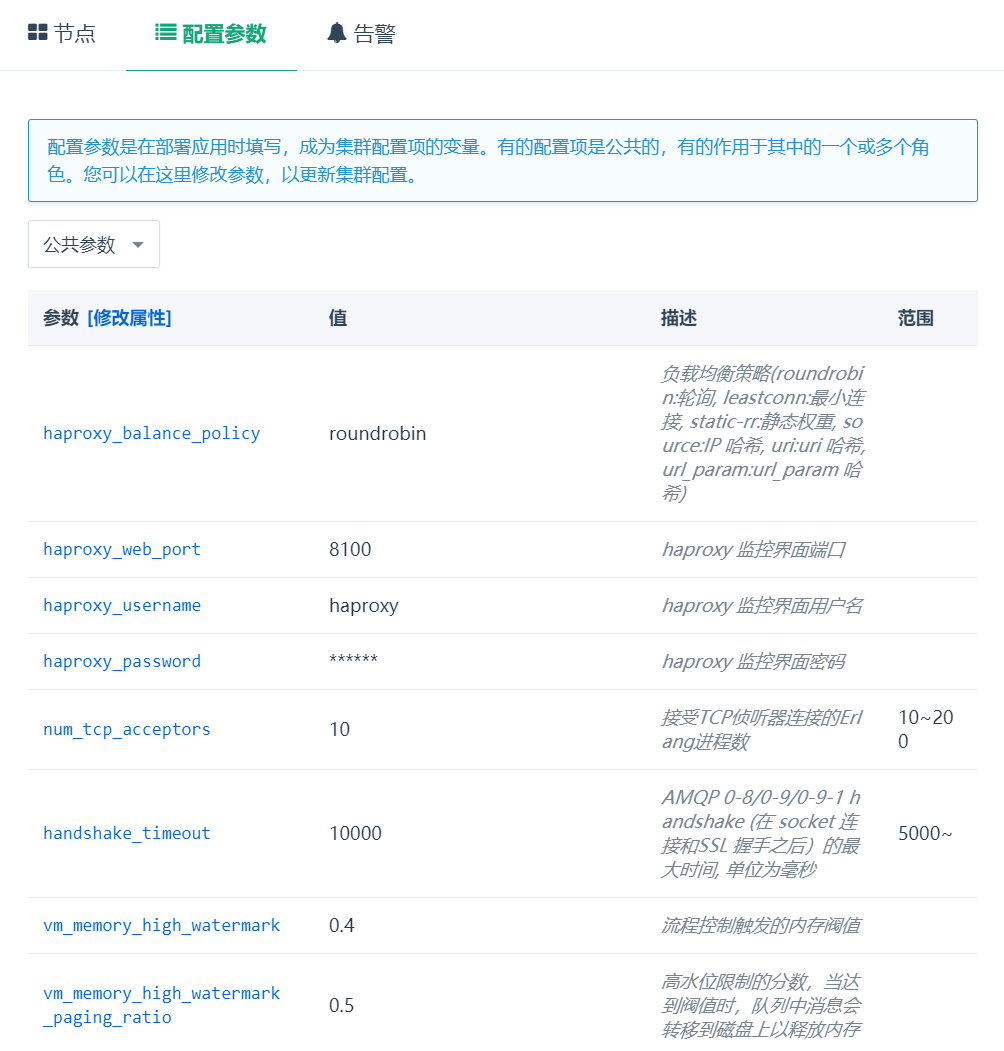 节点 配置参数 告警
配置参数是在部署应用时填写，成为集群配置项的变量。有的配置项是公共的，有的作用于其中的一个或多个角
色。您可以在这里修改参数，以更新集群配置。
公共参数
参数 [修改属性] 值 描述 范围
haproxy_balance_policy
roundrobin
负载均衡策略(roundrobi
n:轮询, leastconn:最小连
接, static-rr:静态权重, so
urce:IP 哈希, uri:uri 哈希,
url_param:url_param 哈
希)
haproxy_web_port 8100 haproxy 监控界面端口
haproxy_username haproxy haproxy 监控界面用户名
haproxy_password ****** haproxy 监控界面密码
num_tcp_acceptors
10
接受TCP侦听器连接的Erl
ang进程数
10~20
0
handshake_timeout
10000
AMQP 0-8/0-9/0-9-1 h
andshake (在 socket 连
接和SSL 握手之后）的最
大时间, 单位为毫秒
5000~
vm_memory_high_watermark 0.4 流程控制触发的内存阀值
vm_memory_high_watermark
_paging_ratio
0.5
高水位限制的分数，当达
到阀值时，队列中消息会
转移到磁盘上以释放内存